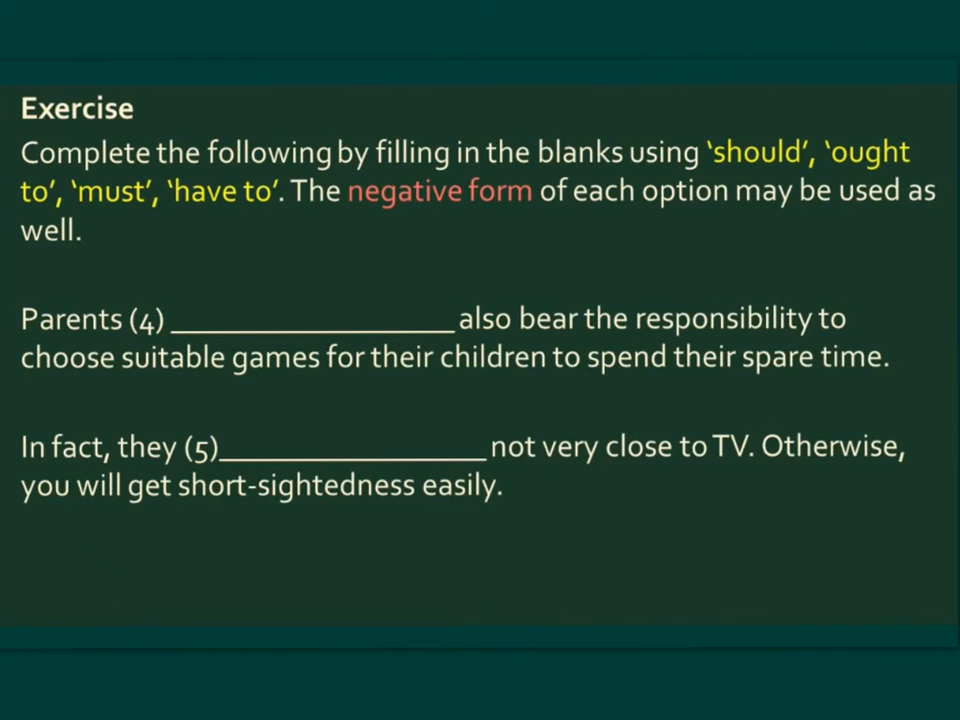 Exercise
Complete the following by filling in the blanks using ‘should’, ‘ought
to’, ‘must’, ‘have to’. The negative form of each option may be used as
well.
Parents (4) ____________________ also bear the responsibility to
choose suitable games for their children to spend their spare time.
In fact, they (5)___________________ not very close to TV. Otherwise,
you will get short-sightedness easily.